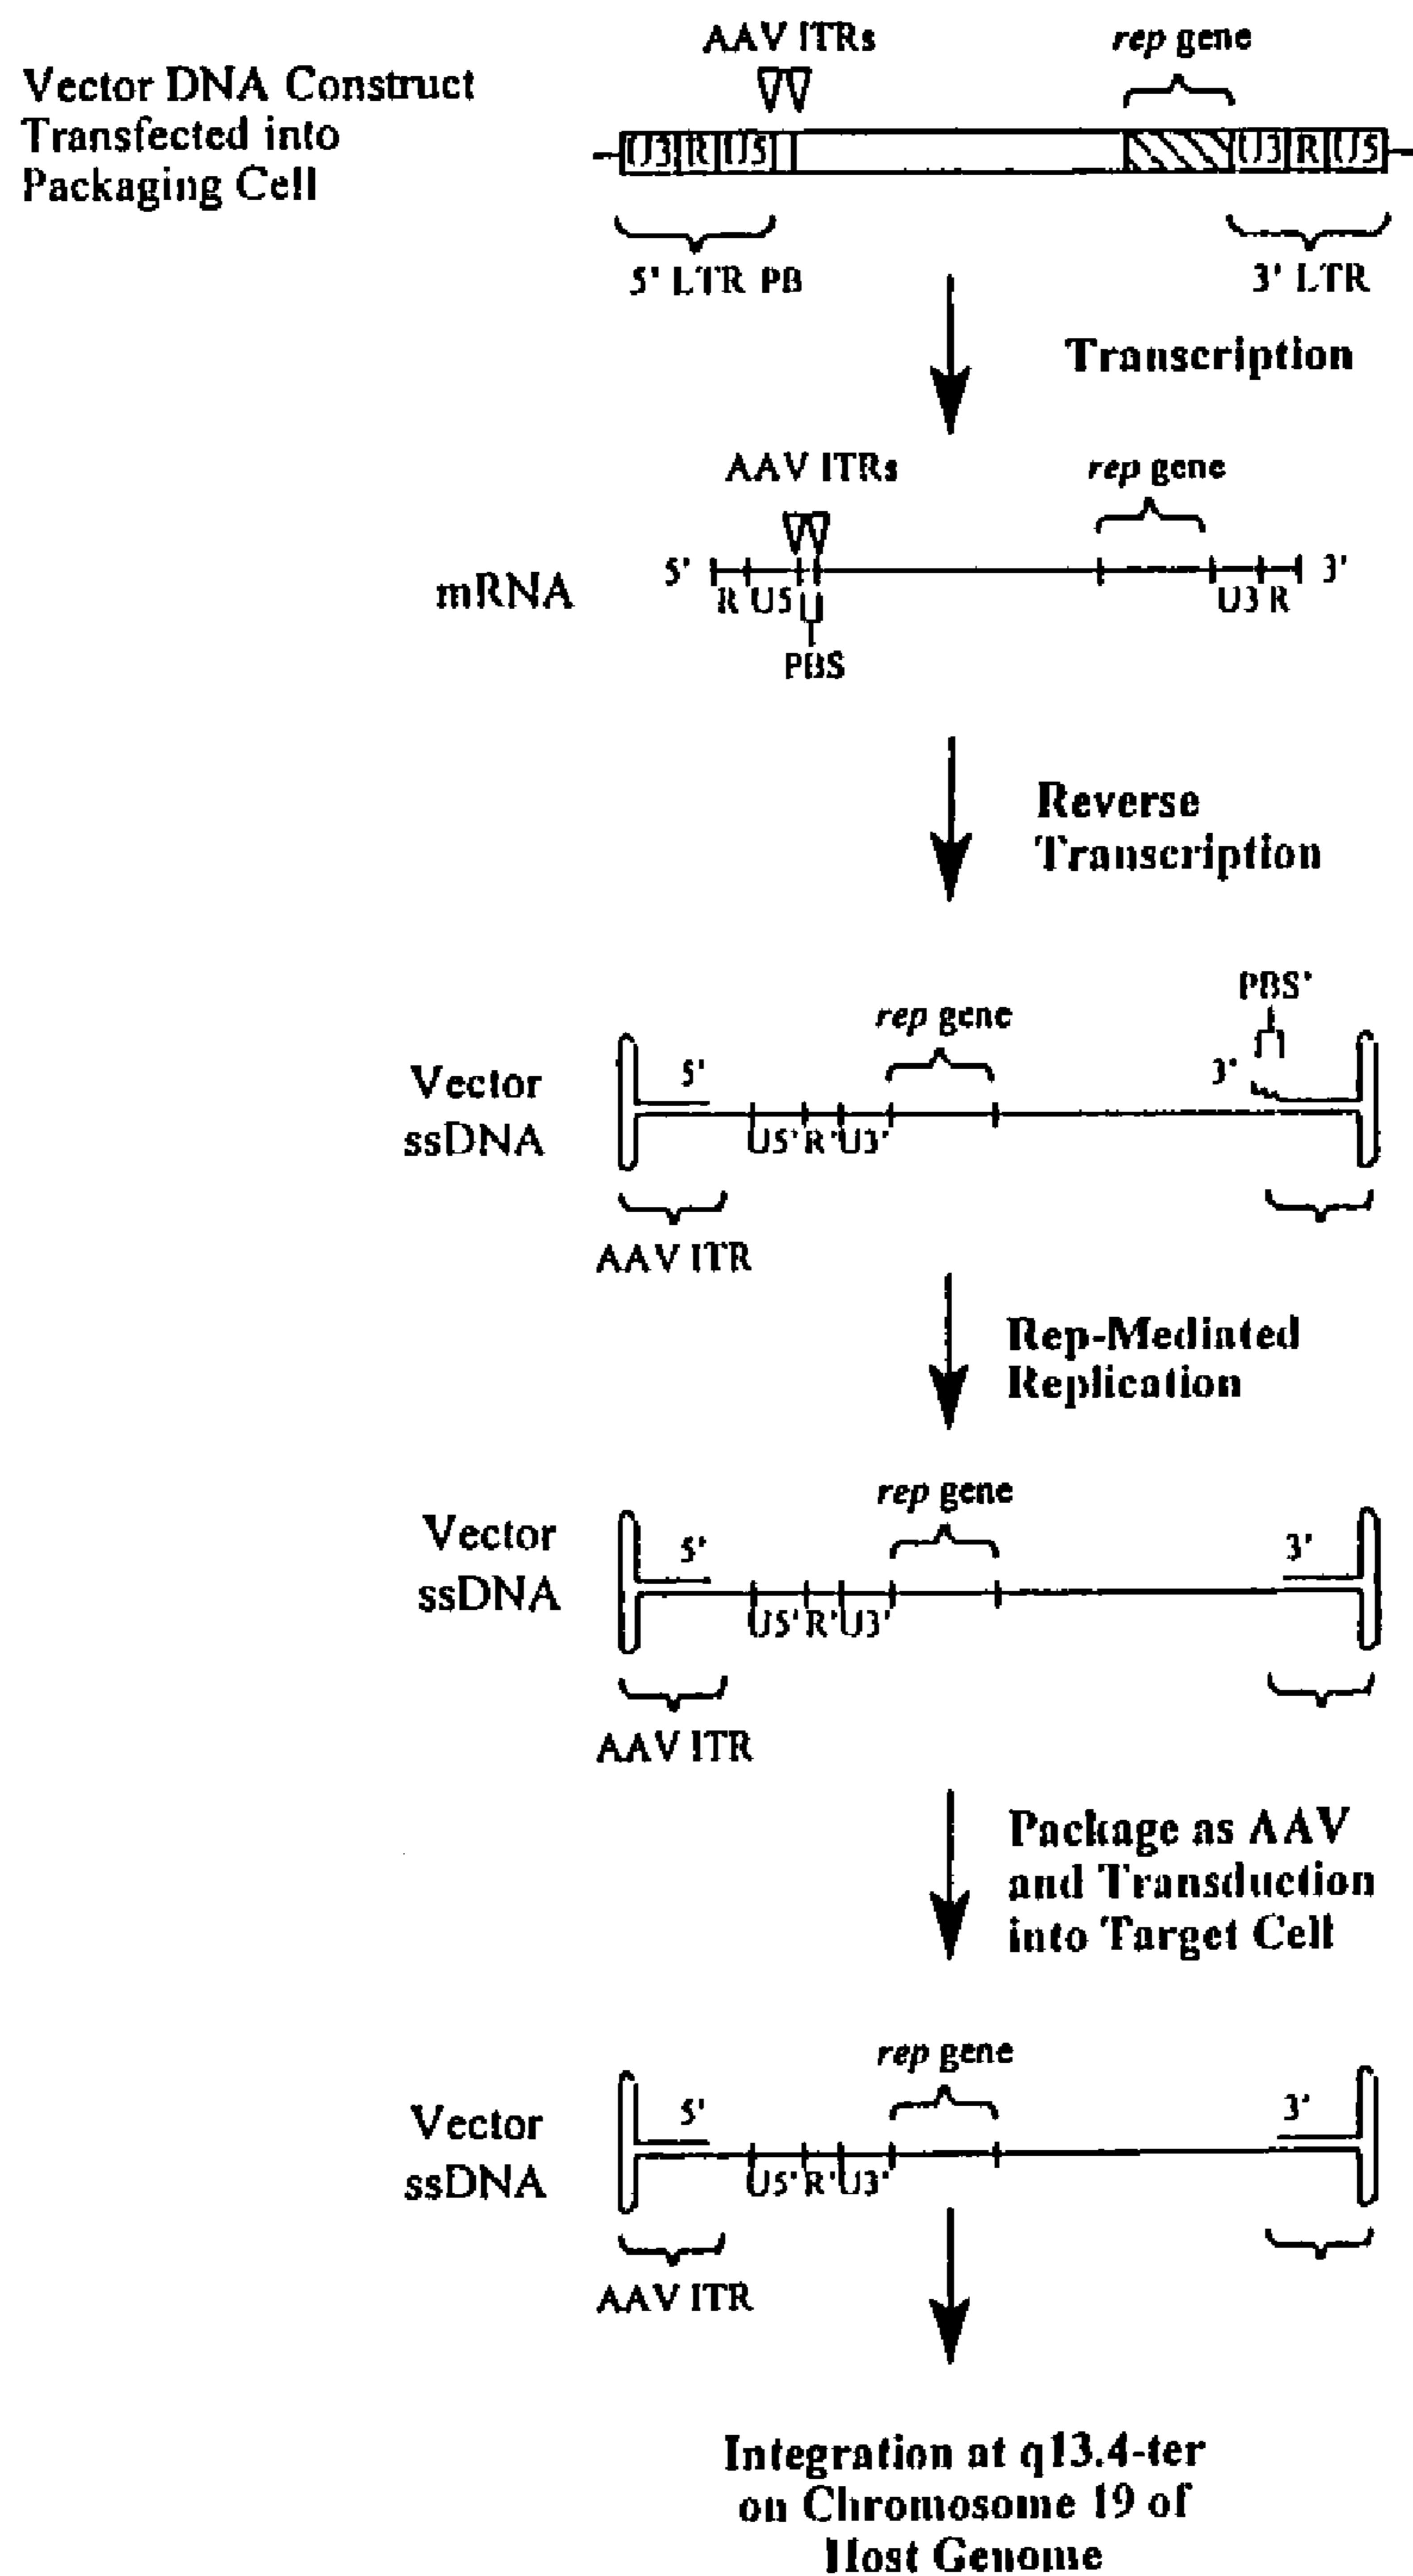 AAV ITRs
rep gene
Vector DNA Construct
Transfected into
Packaging Cell
U3 R U5 U3 R U5
5' LTR PB
3' LTR
Transcription
AAV ITRs
rep gene
mRNA
5'
3'
R U5
U3 R
PBS
Reverse
Transcription
PBS'
rep gene
5'
3'
Vector
ssDNA
U5' R' U3'
AAV ITR
Rep-Mediated
Replication
rep gene
5'
3'
Vector
ssDNA
U5' R' U3'
AAV ITR
Package as AAV
and Transduction
into Target Cell
rep gene
5'
3'
Vector
ssDNA
U5' R' U3'
AAV ITR
Integration at q13.4-ter
on Chromosome 19 of
Host Genome